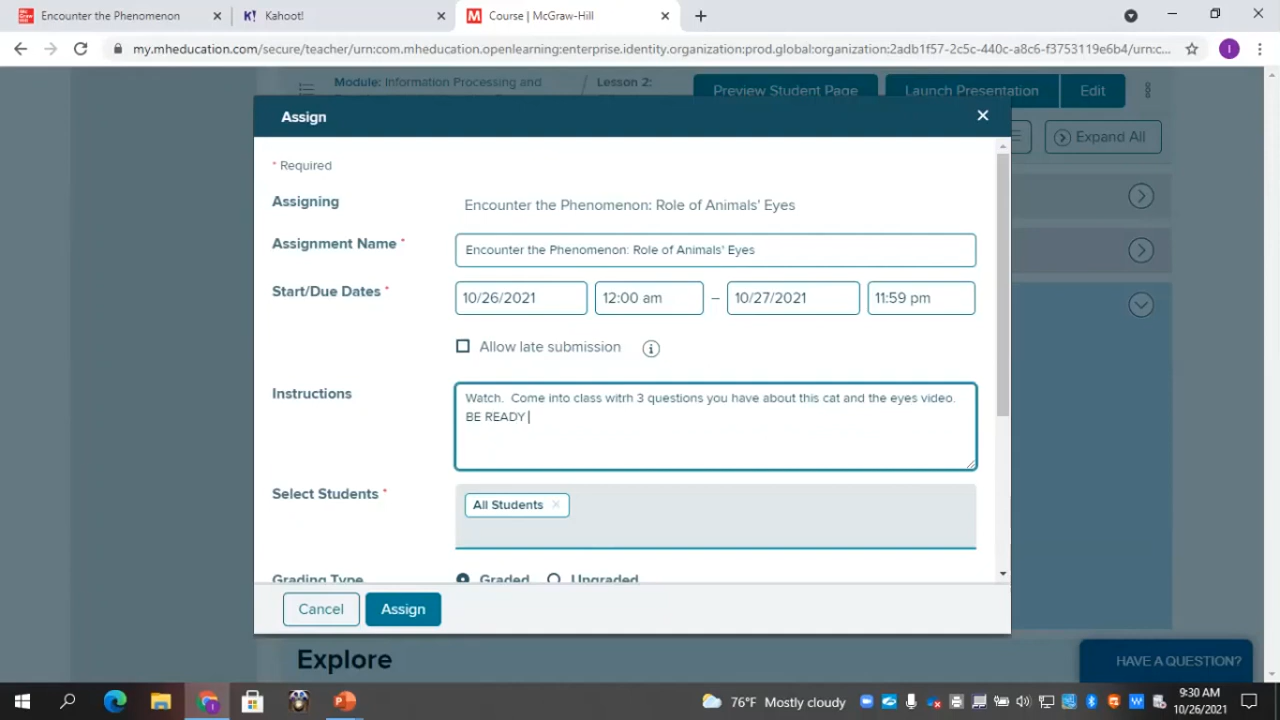 Encounter the Phenomenon
Kahoot!
Course | McGraw-Hill
my.mheducation.com/secure/teacher/urn:com.mheducation.openlearning:enterprise.identity.organization:prod.global:organization:2adb1f57-2c5c-440c-a8c6-f3753119e6b4/urn:c...
Module: Information Processing and
Lesson 2:
Preview Student Page
Launch Presentation
Edit
Expand All
Assign
* Required
Assigning
Encounter the Phenomenon: Role of Animals' Eyes
Assignment Name *
Encounter the Phenomenon: Role of Animals' Eyes
Start/Due Dates *
10/26/2021 12:00 am – 10/27/2021 11:59 pm
Allow late submission
Instructions
Watch. Come into class witrh 3 questions you have about this cat and the eyes video.
BE READY
Select Students *
All Students
Grading Type
Graded Ungraded
Cancel Assign
Explore
HAVE A QUESTION?
76°F Mostly cloudy
9:30 AM
10/26/2021